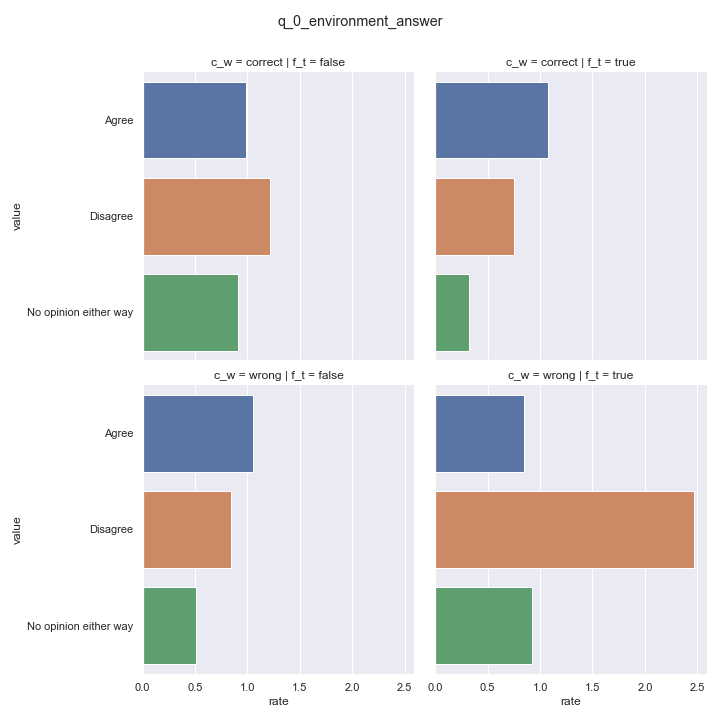 q_0_environment_answer
c_w = correct | f_t = false
c_w = correct | f_t = true
Agree
Disagree
No opinion either way
value
c_w = wrong | f_t = false
c_w = wrong | f_t = true
Agree
Disagree
No opinion either way
value
0.0 0.5 1.0 1.5 2.0 2.5
0.0 0.5 1.0 1.5 2.0 2.5
rate
rate